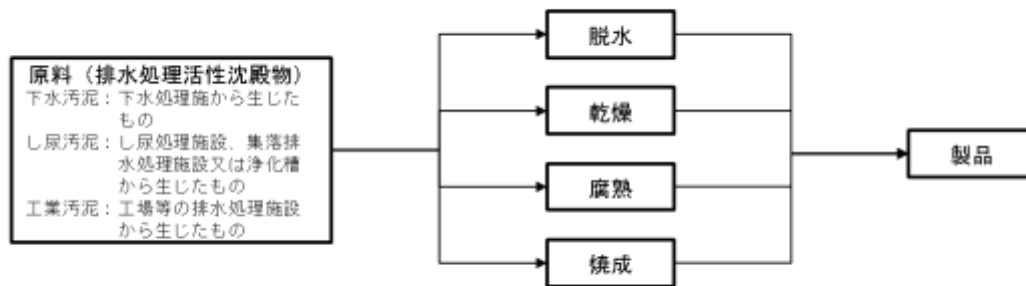 原料（排水処理活性沈殿物）
下水汚泥：下水処理施から生じた
もの
し尿汚泥：し尿処理施設、集落排
水処理施設又は浄化槽
から生じたもの
工業汚泥：工場等の排水処理施設
から生じたもの
脱水
乾燥
腐熟
焼成
製品